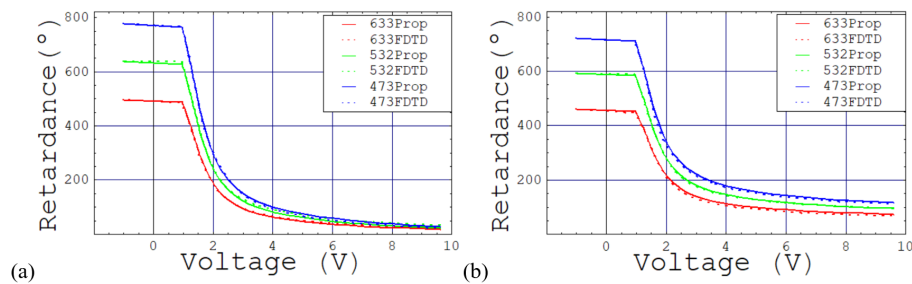 800
600
400
200
Retardance(°)
633Prop
633FDTD
532Prop
532FDTD
473Prop
473FDTD
0 2 4 6 8 10
Voltage (V)
(a)
800
600
400
200
Retardance(°)
633Prop
633FDTD
532Prop
532FDTD
473Prop
473FDTD
0 2 4 6 8 10
Voltage (V)
(b)